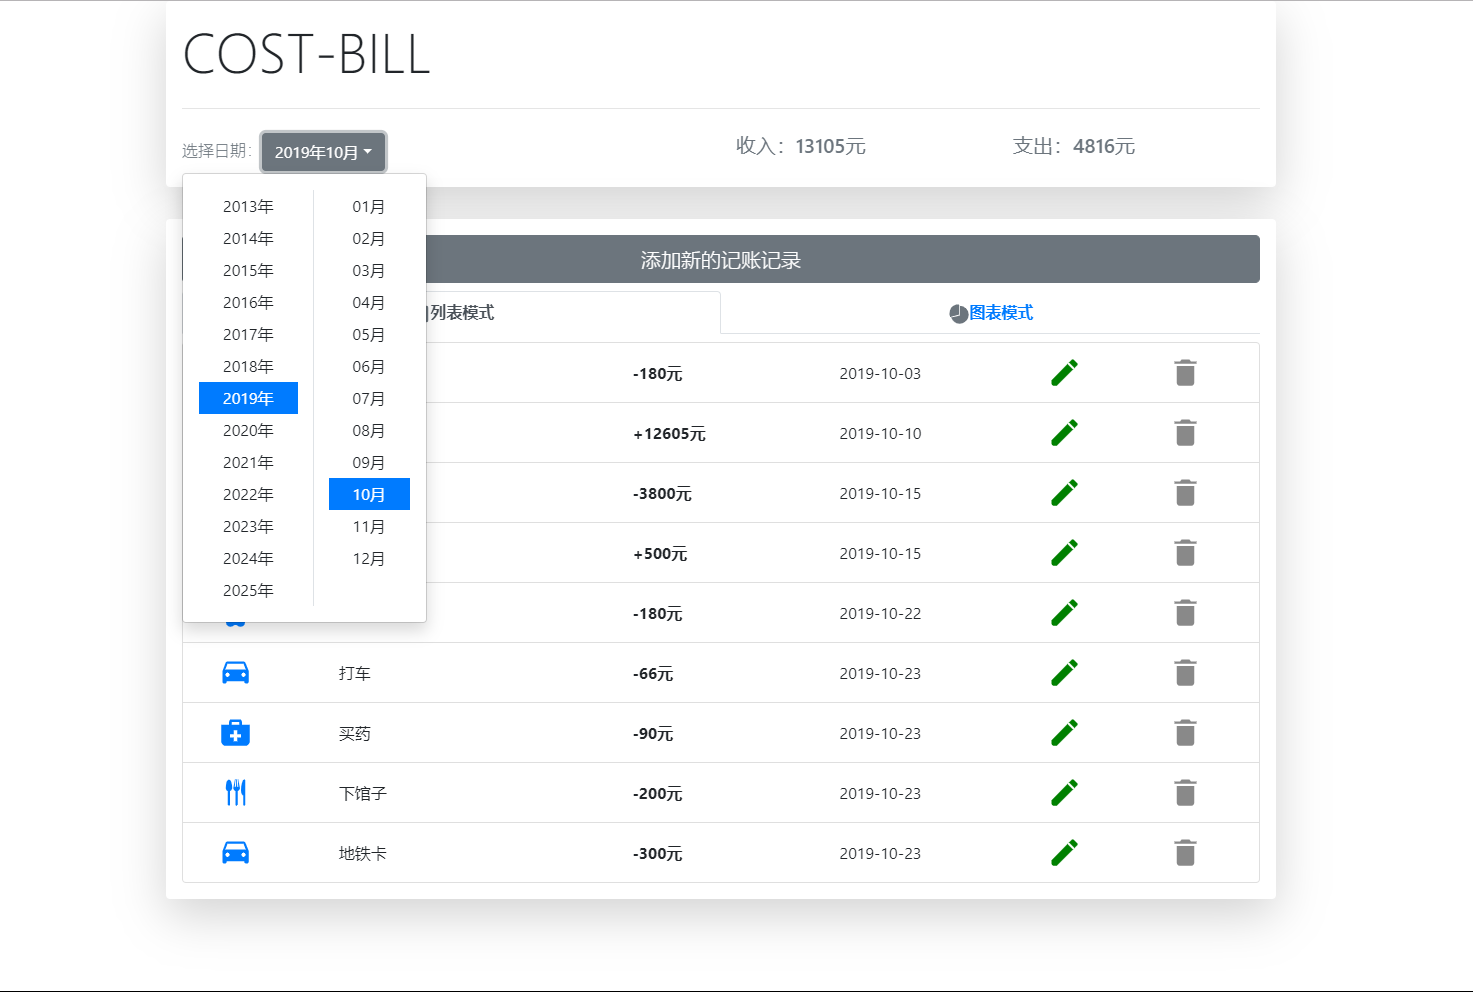 COST-BILL
选择日期：
2019年10月
收入：13105元
支出：4816元
2013年
01月
2014年
02月
2015年
03月
2016年
04月
2017年
05月
2018年
06月
2019年
07月
2020年
08月
2021年
09月
2022年
10月
2023年
11月
2024年
12月
2025年
添加新的记账记录
列表模式
图表模式
-180元
2019-10-03
+12605元
2019-10-10
-3800元
2019-10-15
+500元
2019-10-15
-180元
2019-10-22
打车
-66元
2019-10-23
买药
-90元
2019-10-23
下馆子
-200元
2019-10-23
地铁卡
-300元
2019-10-23